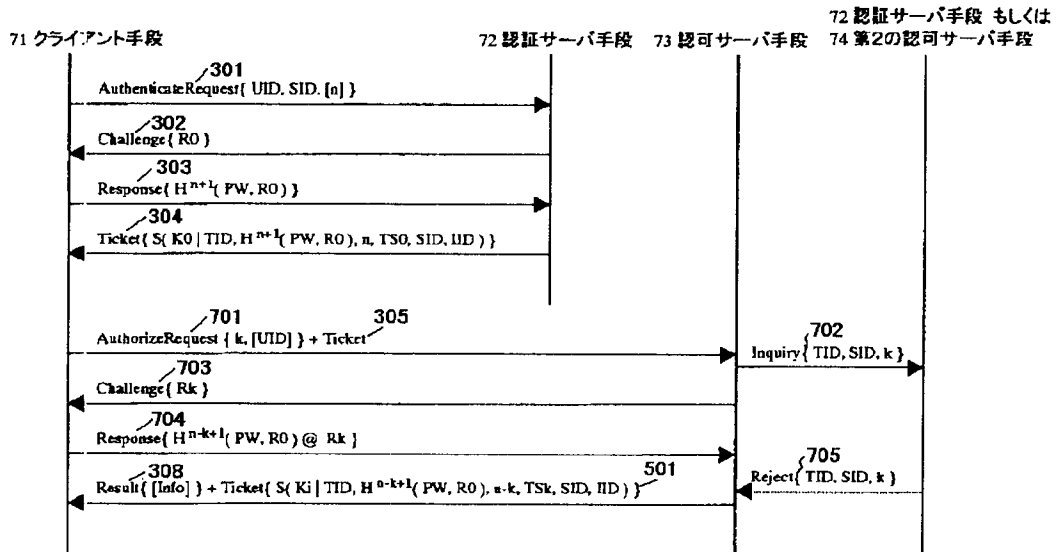 72 認証サーバ手段 もしくは
71 クライアント手段 72 認証サーバ手段 73 認可サーバ手段 74 第2の認可サーバ手段
301
AuthenticateRequest{ UID, SID, [n] }
302
Challenge{ R0 }
303
Response{ H^n+1( PW, R0 ) }
304
Ticket{ S( K0 | TID, H^n+1( PW, R0 ), n, TS0, SID, IID ) }
701 305
AuthorizeRequest { k, [UID] } + Ticket
702
Inquiry{ TID, SID, k }
703
Challenge{ Rk }
704
Response{ H^n-k+1( PW, R0 ) @ Rk }
705
Reject{ TID, SID, k }
308 501
Result{ [Info] } + Ticket{ S( Ki | TID, H^n-k+1( PW, R0 ), n-k, TSk, SID, IID ) }